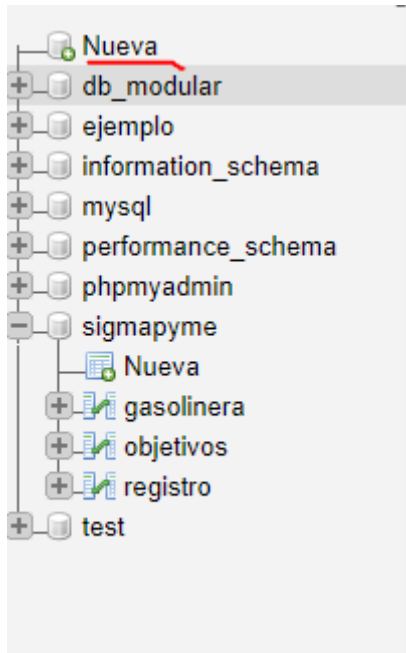 Nueva
db_modular
ejemplo
information_schema
mysql
performance_schema
phpmyadmin
sigmapyme
Nueva
gasolinera
objetivos
registro
test